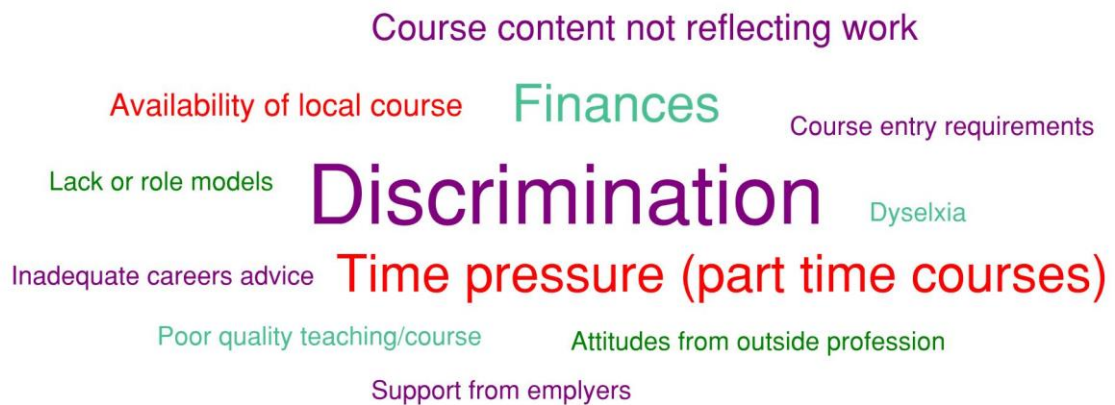 Course content not reflecting work
Availability of local course
Finances
Course entry requirements
Lack or role models
Discrimination
Dyselxia
Inadequate careers advice
Time pressure (part time courses)
Poor quality teaching/course
Attitudes from outside profession
Support from emplyers